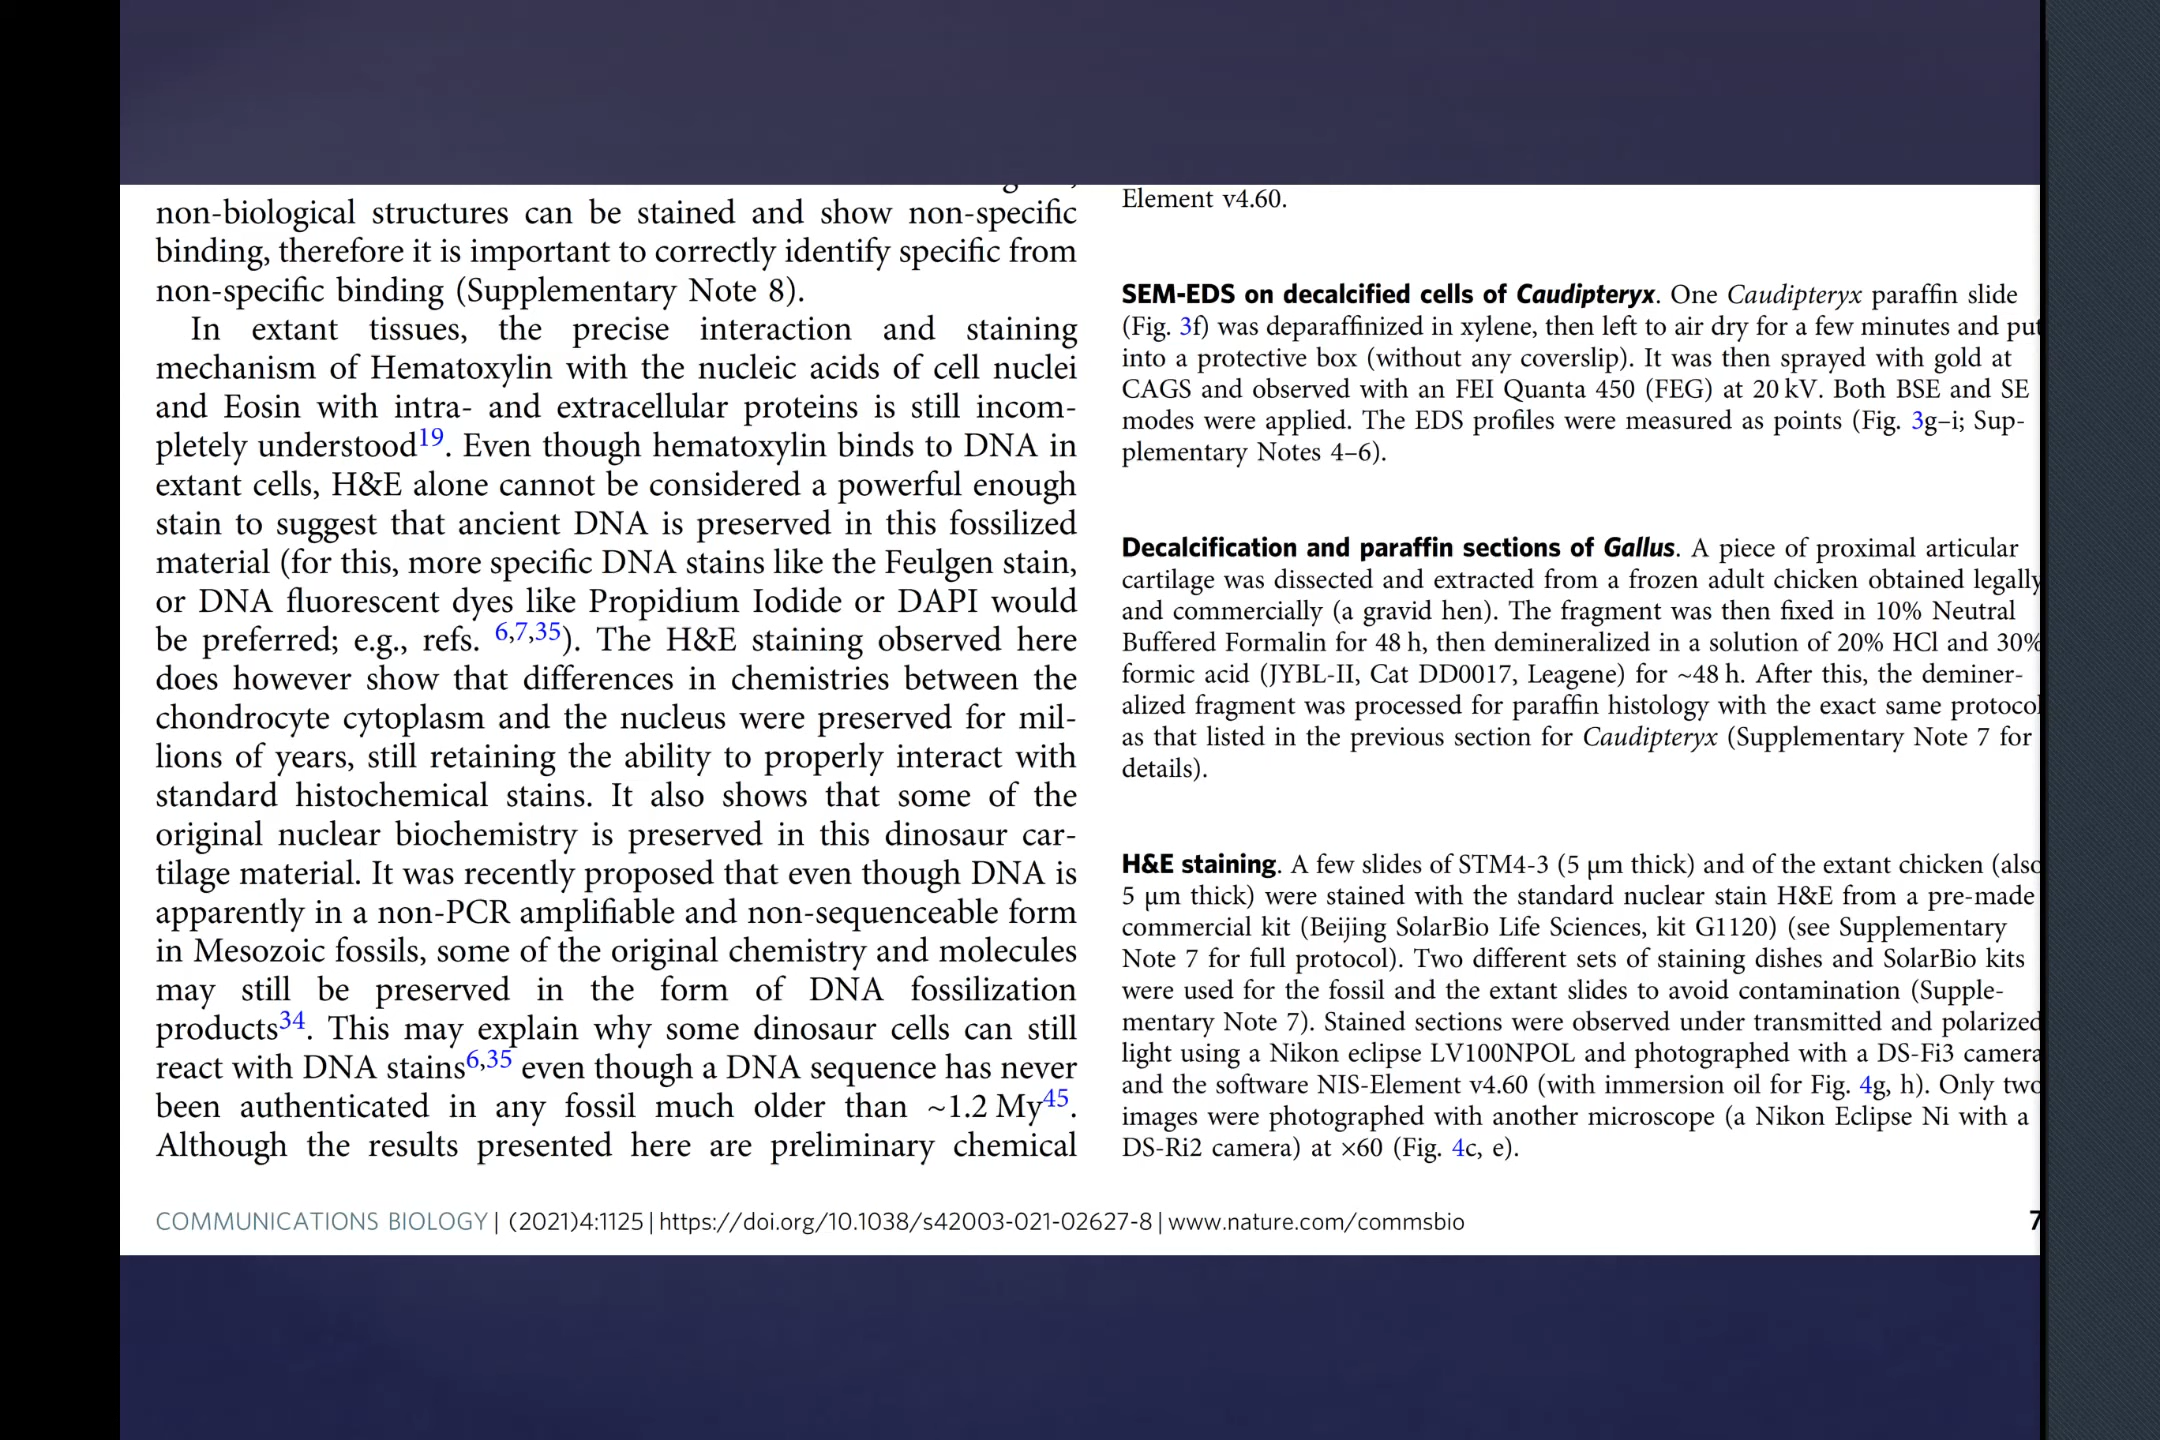 non-biological structures can be stained and show non-specific
binding, therefore it is important to correctly identify specific from
non-specific binding (Supplementary Note 8).
In extant tissues, the precise interaction and staining
mechanism of Hematoxylin with the nucleic acids of cell nuclei
and Eosin with intra- and extracellular proteins is still incom-
pletely understood19. Even though hematoxylin binds to DNA in
extant cells, H&E alone cannot be considered a powerful enough
stain to suggest that ancient DNA is preserved in this fossilized
material (for this, more specific DNA stains like the Feulgen stain,
or DNA fluorescent dyes like Propidium Iodide or DAPI would
be preferred; e.g., refs. 6,7,35). The H&E staining observed here
does however show that differences in chemistries between the
chondrocyte cytoplasm and the nucleus were preserved for mil-
lions of years, still retaining the ability to properly interact with
standard histochemical stains. It also shows that some of the
original nuclear biochemistry is preserved in this dinosaur car-
tilage material. It was recently proposed that even though DNA is
apparently in a non-PCR amplifiable and non-sequenceable form
in Mesozoic fossils, some of the original chemistry and molecules
may still be preserved in the form of DNA fossilization
products34. This may explain why some dinosaur cells can still
react with DNA stains6,35 even though a DNA sequence has never
been authenticated in any fossil much older than ~1.2 My45.
Although the results presented here are preliminary chemical
Element v4.60.
SEM-EDS on decalcified cells of Caudipteryx. One Caudipteryx paraffin slide
(Fig. 3f) was deparaffinized in xylene, then left to air dry for a few minutes and put
into a protective box (without any coverslip). It was then sprayed with gold at
CAGS and observed with an FEI Quanta 450 (FEG) at 20 kV. Both BSE and SE
modes were applied. The EDS profiles were measured as points (Fig. 3g–i; Sup-
plementary Notes 4–6).
Decalcification and paraffin sections of Gallus. A piece of proximal articular
cartilage was dissected and extracted from a frozen adult chicken obtained legally
and commercially (a gravid hen). The fragment was then fixed in 10% Neutral
Buffered Formalin for 48 h, then demineralized in a solution of 20% HCl and 30%
formic acid (JYBL-II, Cat DD0017, Leagene) for ~48 h. After this, the deminer-
alized fragment was processed for paraffin histology with the exact same protocol
as that listed in the previous section for Caudipteryx (Supplementary Note 7 for
details).
H&E staining. A few slides of STM4-3 (5 μm thick) and of the extant chicken (also
5 μm thick) were stained with the standard nuclear stain H&E from a pre-made
commercial kit (Beijing SolarBio Life Sciences, kit G1120) (see Supplementary
Note 7 for full protocol). Two different sets of staining dishes and SolarBio kits
were used for the fossil and the extant slides to avoid contamination (Supple-
mentary Note 7). Stained sections were observed under transmitted and polarized
light using a Nikon eclipse LV100NPOL and photographed with a DS-Fi3 camera
and the software NIS-Element v4.60 (with immersion oil for Fig. 4g, h). Only two
images were photographed with another microscope (a Nikon Eclipse Ni with a
DS-Ri2 camera) at ×60 (Fig. 4c, e).
COMMUNICATIONS BIOLOGY | (2021)4:1125 | https://doi.org/10.1038/s42003-021-02627-8 | www.nature.com/commsbio 7